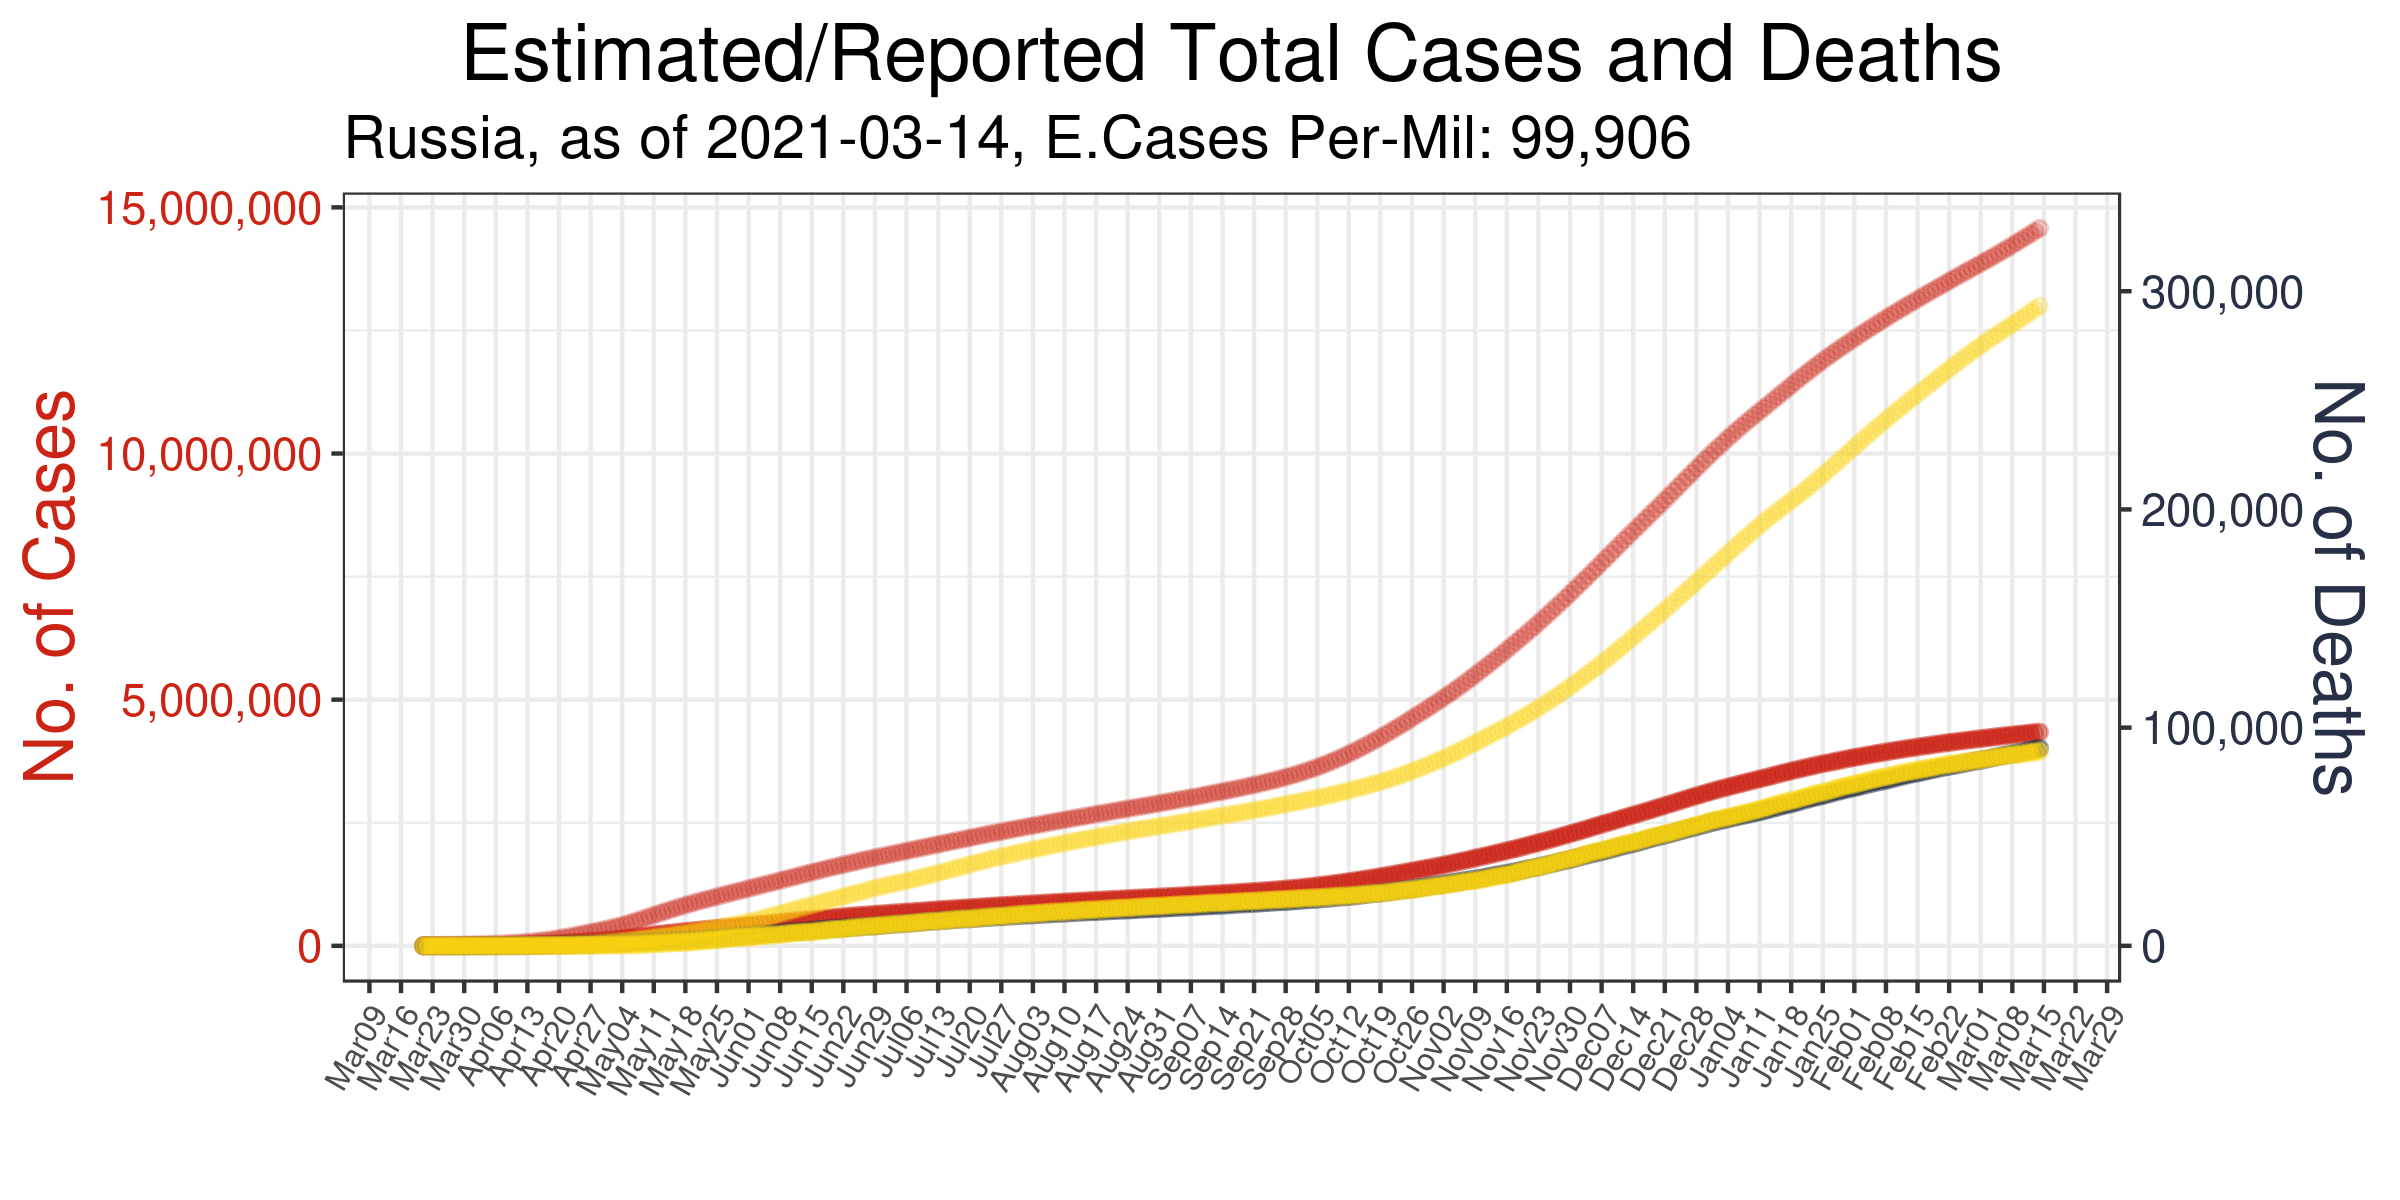 Estimated/Reported Total Cases and Deaths
Russia, as of 2021-03-14, E.Cases Per-Mil: 99,906
No. of Cases
15,000,000
10,000,000
5,000,000
0
300,000
200,000
100,000
0
No. of Deaths
Mar09
Mar16
Mar23
Mar30
Apr06
Apr13
Apr20
Apr27
May04
May11
May18
May25
Jun01
Jun08
Jun15
Jun22
Jun29
Jul06
Jul13
Jul20
Jul27
Aug03
Aug10
Aug17
Aug24
Aug31
Sep07
Sep14
Sep21
Sep28
Oct05
Oct12
Oct19
Oct26
Nov02
Nov09
Nov16
Nov23
Nov30
Dec07
Dec14
Dec21
Dec28
Jan04
Jan11
Jan18
Jan25
Feb01
Feb08
Feb15
Feb22
Mar01
Mar08
Mar15
Mar22
Mar29